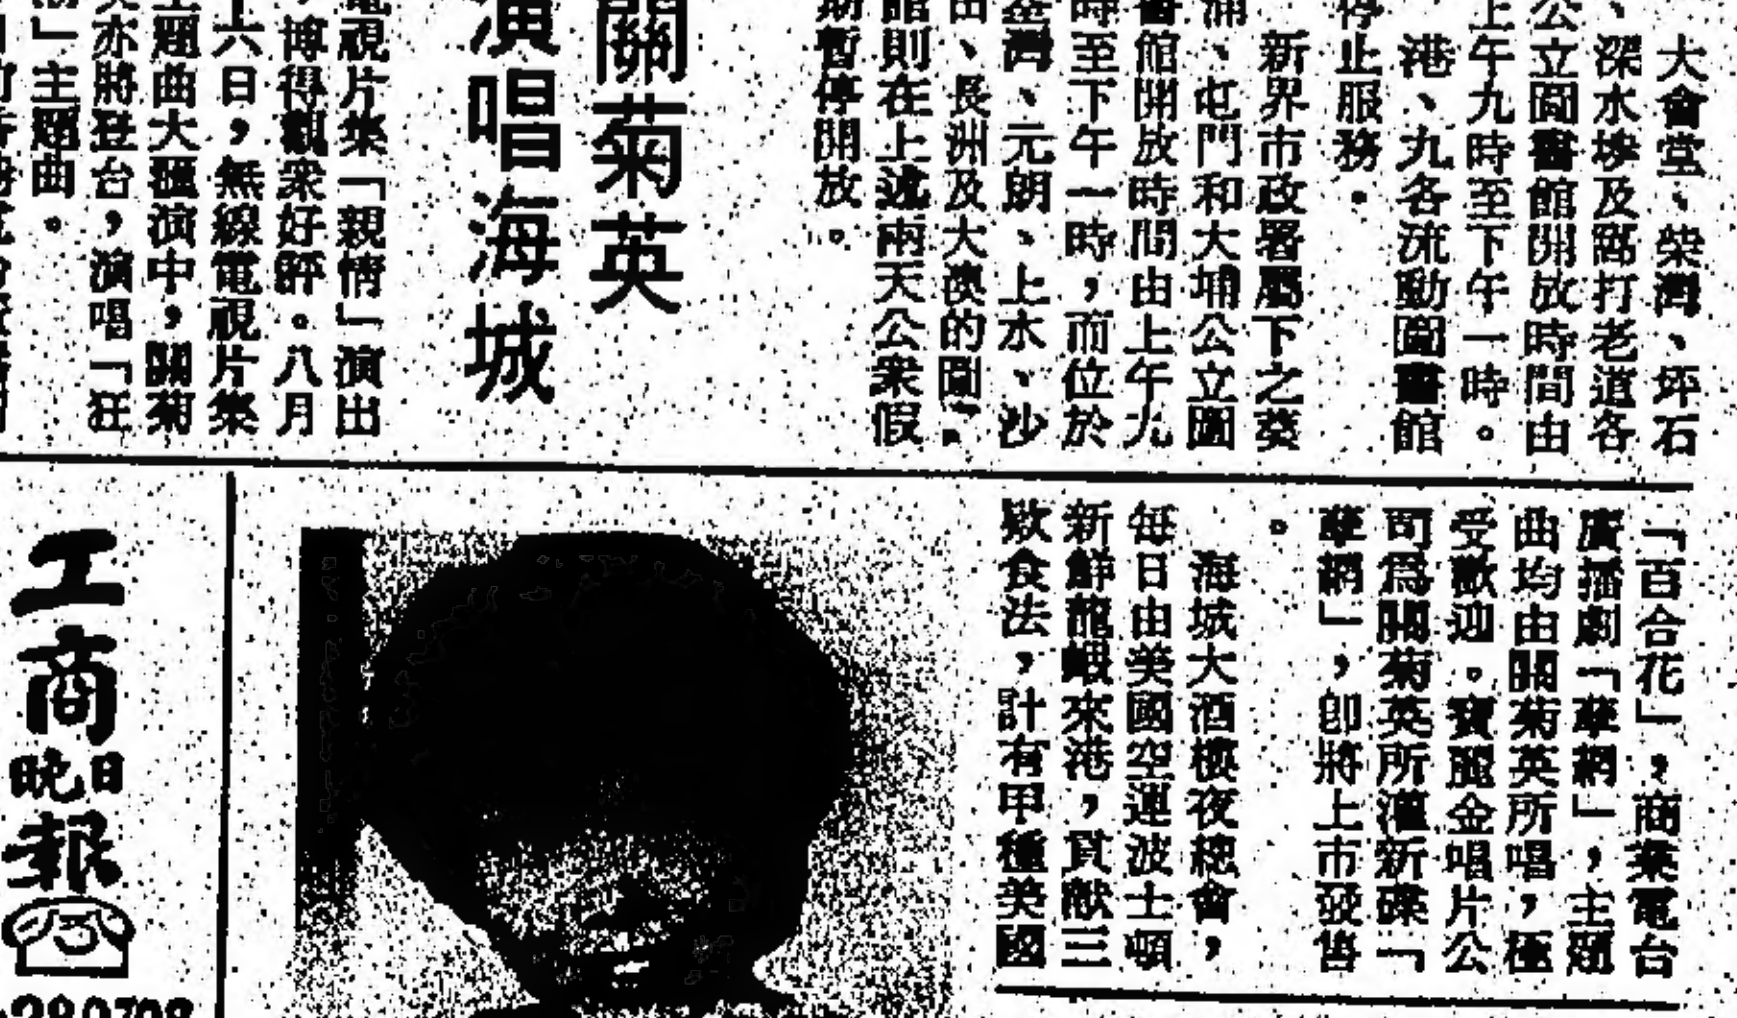 大會堂、柴灣、坪石
、深水埗及窩打老道各
公立圖書館開放時間由
上午九時至下午一時。
港、九各流動圖書館
停止服務。
新界市政署屬下之葵
涌、屯門和大埔公立圖
書館開放時間由上午九
時至下午一時,而位於
荃灣、元朗、上水、沙
田、長洲及大澳的圖
館則在上述兩天公衆假
期暫停開放。
關菊英
演唱海城
電視片集「親情」演出
,博得觀衆好評。八月
十六日,無線電視片集
主題曲大匯演中,關菊
英亦將登台,演唱「狂
潮」主題曲。
「百合花」,商業電台
廣播劇「孽網」,主題
曲均由關菊英所唱,極
受歡迎。寶麗金唱片公
司爲關菊英所灌新碟「
孽網」,卽將上市發售
。
海城大酒樓夜總會,
每日由美國空運波士頓
新鮮龍蝦來港,貢獻三
欵食法,計有甲種美國
工商
晚日
報